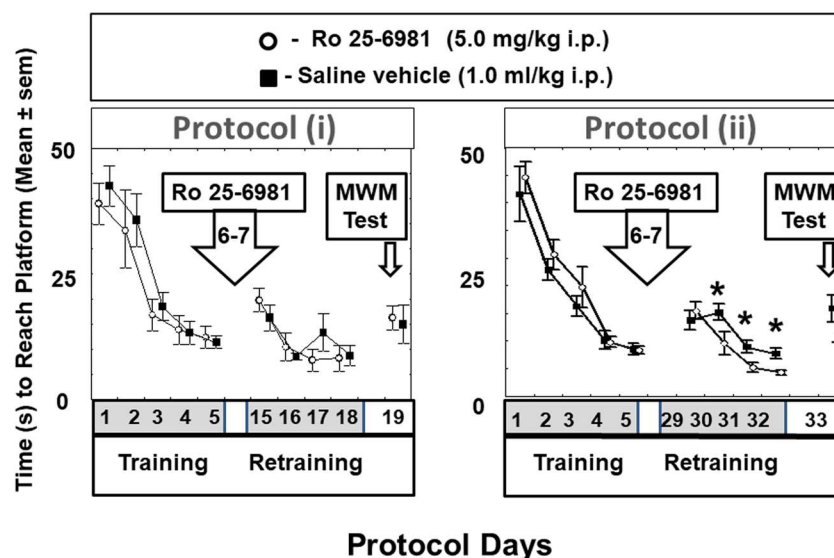 - Ro 25-6981 (5.0 mg/kg i.p.)
- Saline vehicle (1.0 ml/kg i.p.)
Time (s) to Reach Platform (Mean ± sem)
Protocol (i)
50
25
0
Ro 25-6981
6-7
MWM
Test
1 2 3 4 5 15 16 17 18 19
Training Retraining
Protocol (ii)
50
25
0
Ro 25-6981
6-7
MWM
Test
* * *
1 2 3 4 5 29 30 31 32 33
Training Retraining
Protocol Days